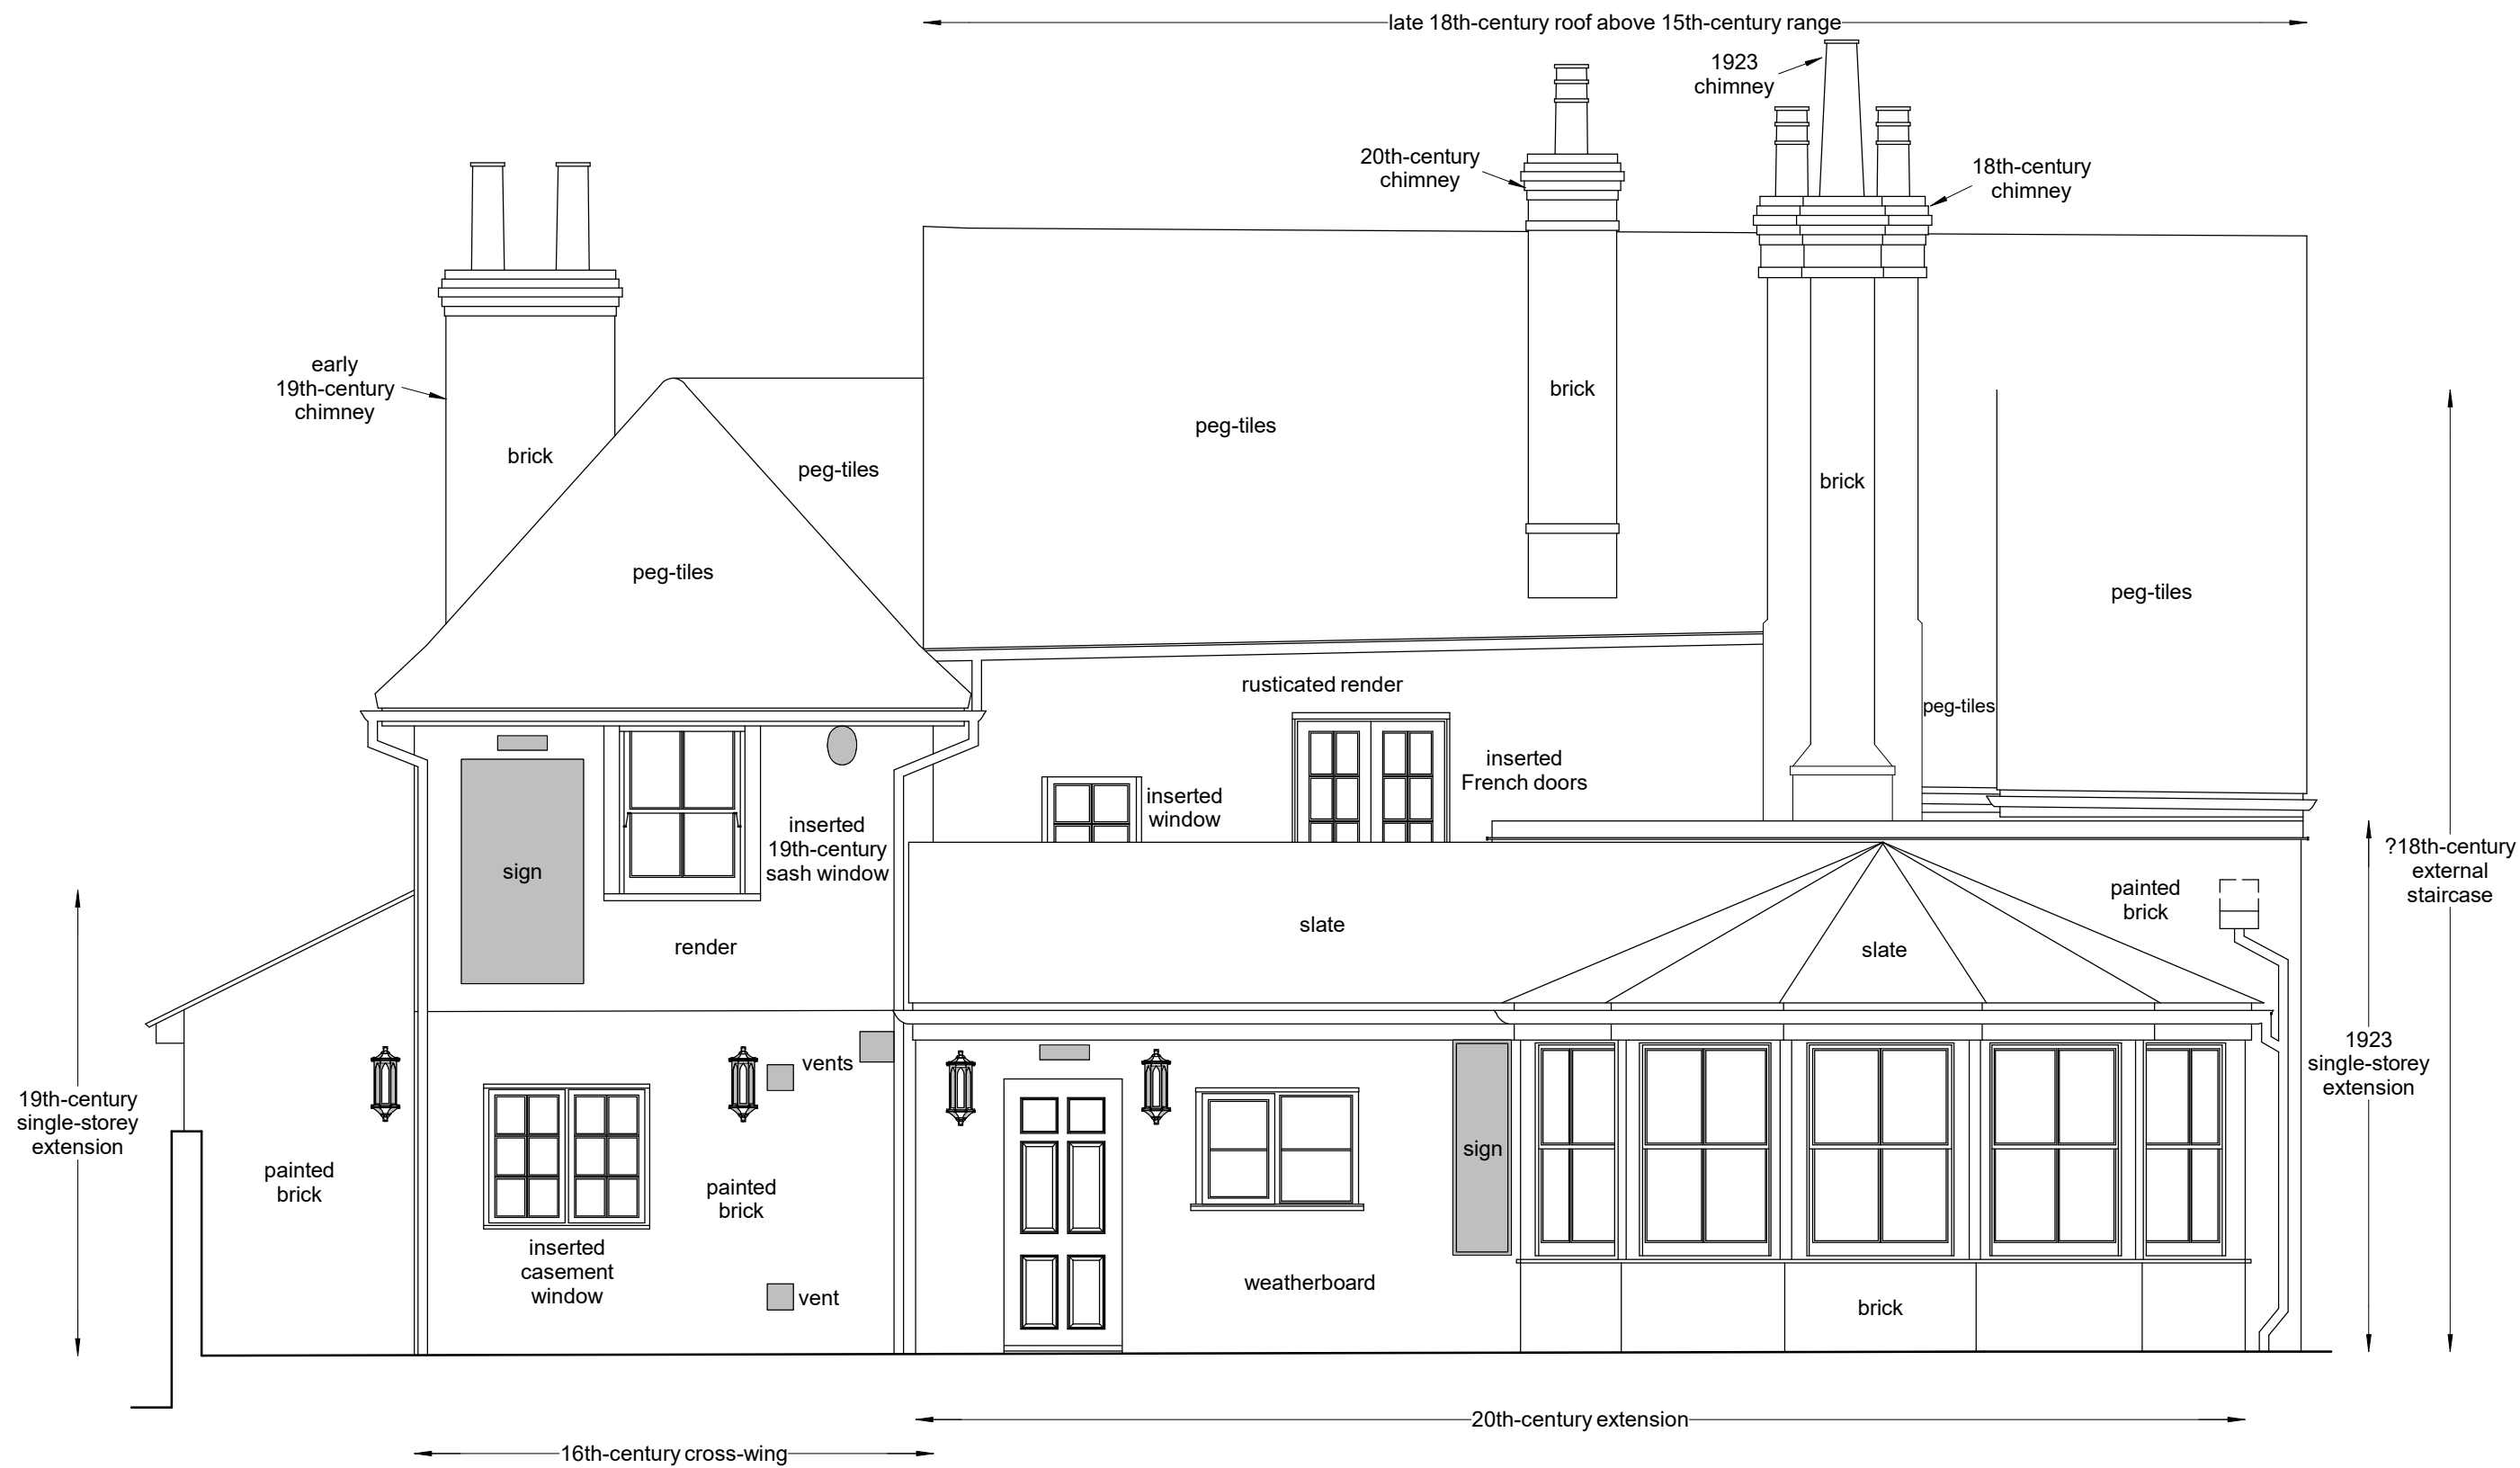 late 18th-century roof above 15th-century range
1923
chimney
20th-century
chimney
18th-century
chimney
early
19th-century
chimney
brick
peg-tiles
peg-tiles
peg-tiles
brick
brick
peg-tiles
peg-tiles
rusticated render
inserted
French doors
inserted
window
inserted
19th-century
sash window
sign
render
slate
slate
painted
brick
?18th-century
external
staircase
1923
single-storey
extension
19th-century
single-storey
extension
painted
brick
vents
painted
brick
inserted
casement
window
vent
sign
weatherboard
brick
20th-century extension
16th-century cross-wing